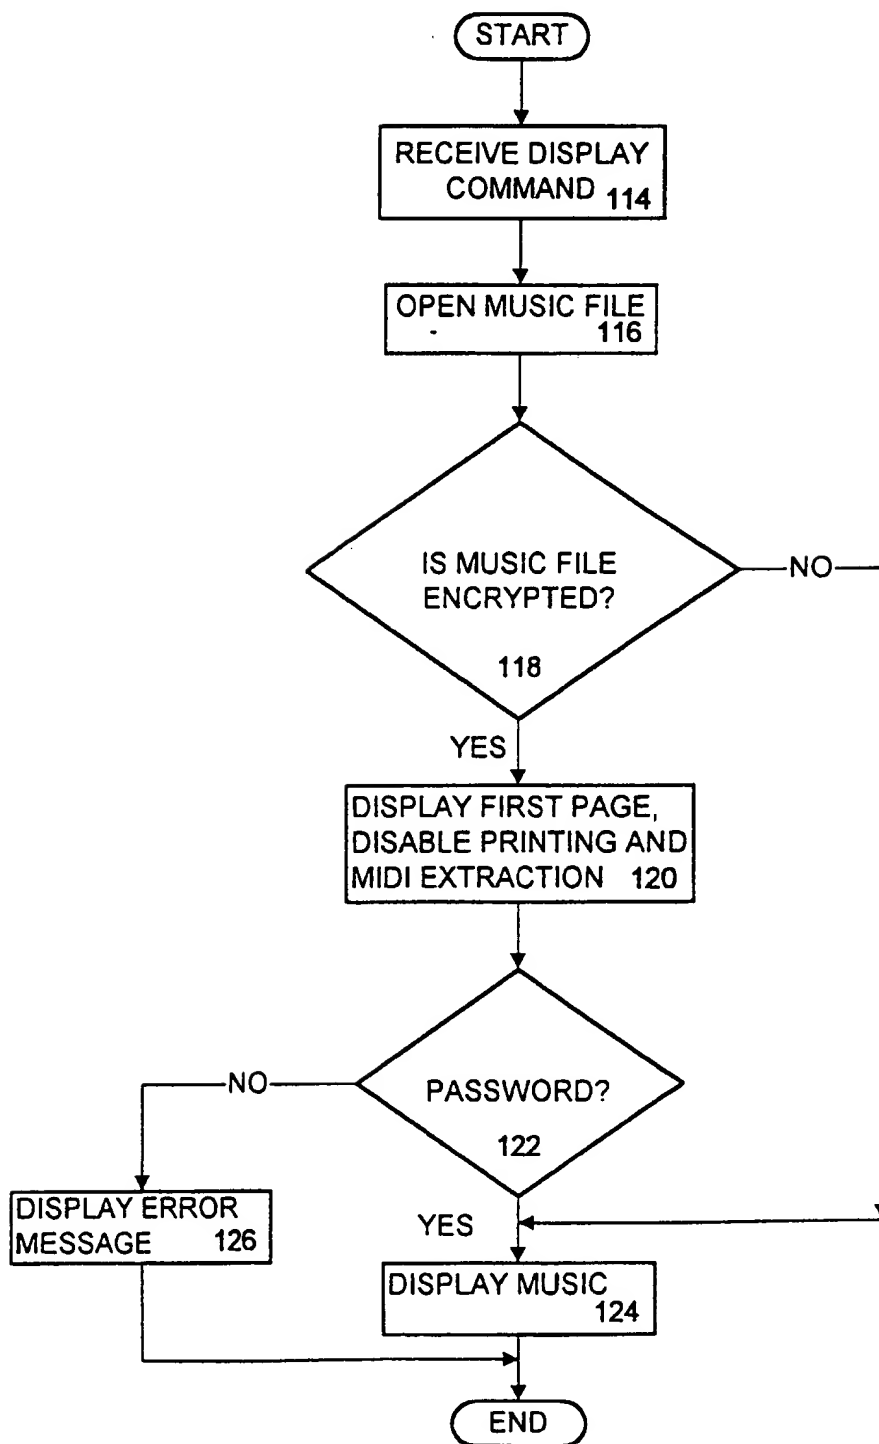 START
RECEIVE DISPLAY
COMMAND 114
OPEN MUSIC FILE
116
IS MUSIC FILE
ENCRYPTED?
118
NO
YES
DISPLAY FIRST PAGE,
DISABLE PRINTING AND
MIDI EXTRACTION 120
PASSWORD?
122
NO
YES
DISPLAY ERROR
MESSAGE 126
DISPLAY MUSIC
124
END